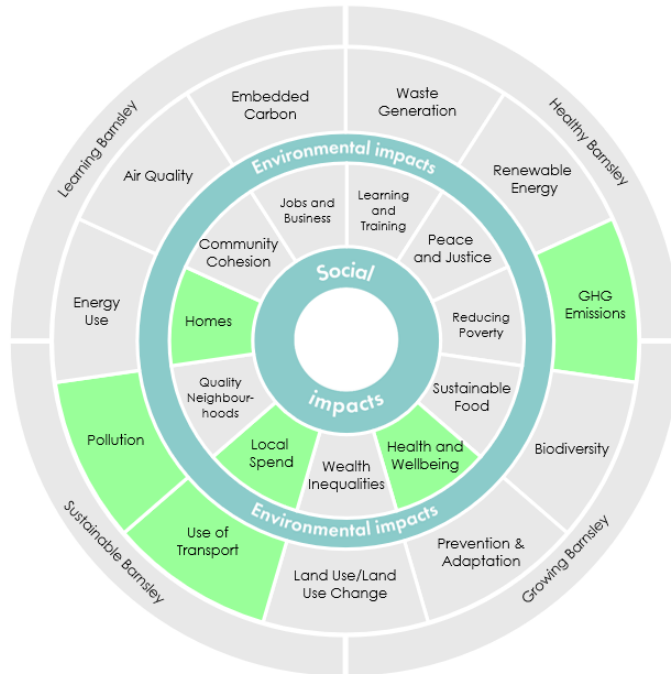 Learning Barnsley
Healthy Barnsley
Growing Barnsley
Sustainable Barnsley
Embedded
Carbon
Waste
Generation
Renewable
Energy
GHG
Emissions
Biodiversity
Prevention &
Adaptation
Land Use/Land
Use Change
Use of
Transport
Pollution
Energy
Use
Air Quality
Environmental impacts
Jobs and
Business
Learning
and
Training
Peace
and Justice
Reducing
Poverty
Sustainable
Food
Health and
Wellbeing
Wealth
Inequalities
Local
Spend
Quality
Neighbour-
hoods
Homes
Community
Cohesion
Social
impacts
Environmental impacts